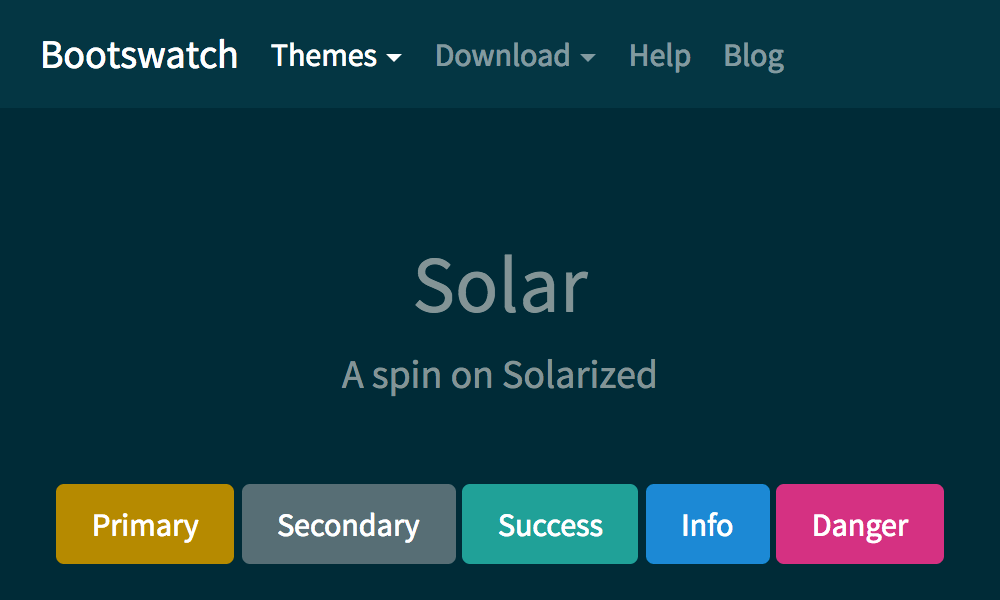 Bootswatch Themes Download Help Blog
Solar
A spin on Solarized
Primary Secondary Success Info Danger